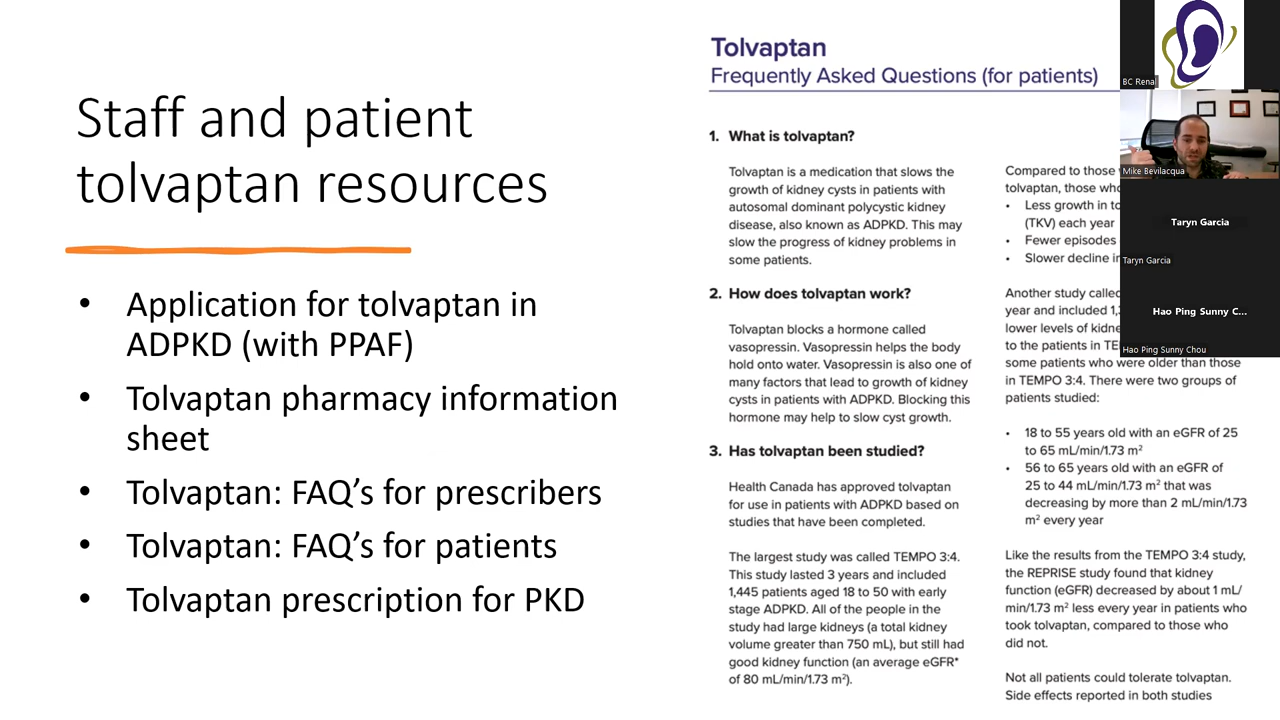 Staff and patient
tolvaptan resources
• Application for tolvaptan in
ADPKD (with PPAF)
• Tolvaptan pharmacy information
sheet
• Tolvaptan: FAQ’s for prescribers
• Tolvaptan: FAQ’s for patients
• Tolvaptan prescription for PKD
Tolvaptan
Frequently Asked Questions (for patients)
1. What is tolvaptan?
Tolvaptan is a medication that slows the
growth of kidney cysts in patients with
autosomal dominant polycystic kidney
disease, also known as ADPKD. This may
slow the progress of kidney problems in
some patients.
2. How does tolvaptan work?
Tolvaptan blocks a hormone called
vasopressin. Vasopressin helps the body
hold onto water. Vasopressin is also one of
many factors that lead to growth of kidney
cysts in patients with ADPKD. Blocking this
hormone may help to slow cyst growth.
3. Has tolvaptan been studied?
Health Canada has approved tolvaptan
for use in patients with ADPKD based on
studies that have been completed.
The largest study was called TEMPO 3:4.
This study lasted 3 years and included
1,445 patients aged 18 to 50 with early
stage ADPKD. All of the people in the
study had large kidneys (a total kidney
volume greater than 750 mL), but still had
good kidney function (an average eGFR*
of 80 mL/min/1.73 m²).
Compared to those
tolvaptan, those who
• Less growth in
(TKV) each year
• Fewer episodes
• Slower decline in
Another study called
year and included
lower levels of
to the patients in
some patients who were older than those
in TEMPO 3:4. There were two groups of
patients studied:
• 18 to 55 years old with an eGFR of 25
to 65 mL/min/1.73 m²
• 56 to 65 years old with an eGFR of
25 to 44 mL/min/1.73 m² that was
decreasing by more than 2 mL/min/1.73
m² every year
Like the results from the TEMPO 3:4 study,
the REPRISE study found that kidney
function (eGFR) decreased by about 1 mL/
min/1.73 m² less every year in patients who
took tolvaptan, compared to those who
did not.
Not all patients could tolerate tolvaptan.
Side effects reported in both studies
BC Renal
Mike Bevilacqua
Taryn Garcia
Taryn Garcia
Hao Ping Sunny C...
Hao Ping Sunny Chou